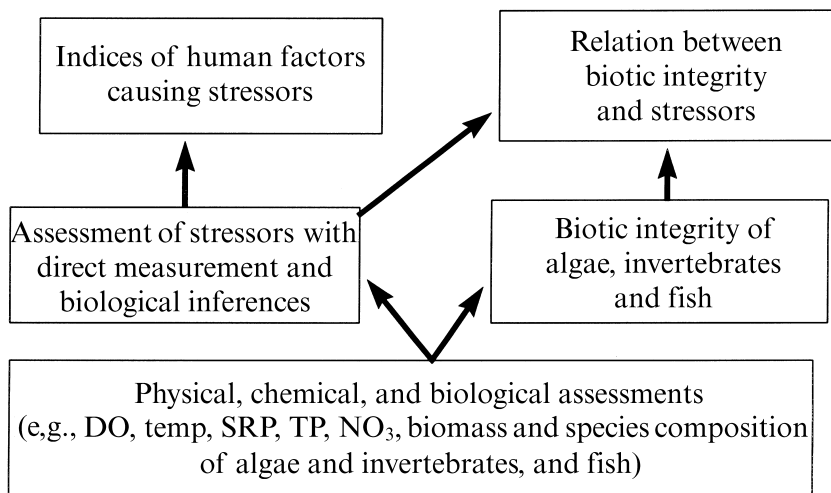 Indices of human factors
causing stressors
Relation between
biotic integrity
and stressors
Assessment of stressors with
direct measurement and
biological inferences
Biotic integrity of
algae, invertebrates
and fish
Physical, chemical, and biological assessments
(e,g., DO, temp, SRP, TP, NO₃, biomass and species composition
of algae and invertebrates, and fish)